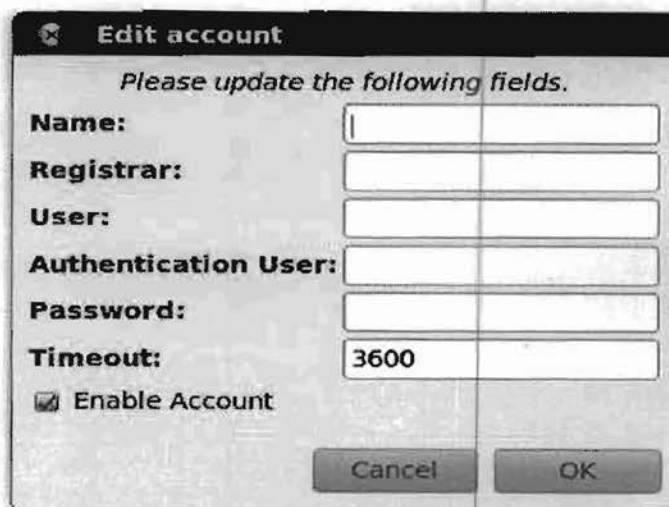 Edit account
Please update the following fields.
Name:
Registrar:
User:
Authentication User:
Password:
Timeout: 3600
Enable Account
Cancel OK